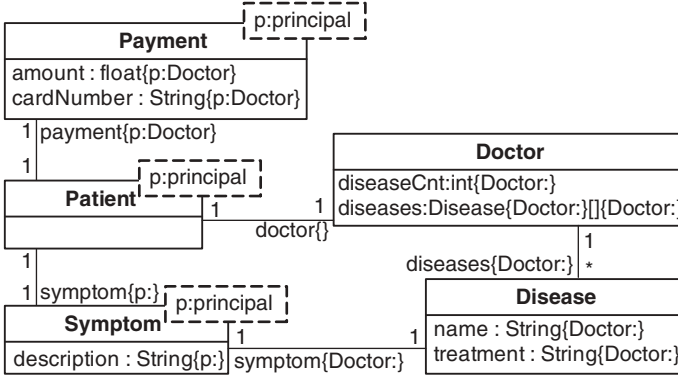 p:principal
Payment
amount : float{p:Doctor}
cardNumber : String{p:Doctor}
1 payment{p:Doctor}
1
p:principal
Patient
1
1
doctor{}
Doctor
diseaseCnt:int{Doctor:}
diseases:Disease{Doctor:}[]{Doctor:}
1
diseases{Doctor:} *
1
1 symptom{p:}
p:principal
Symptom
description : String{p:}
1
1
symptom{Doctor:}
Disease
name : String{Doctor:}
treatment : String{Doctor:}